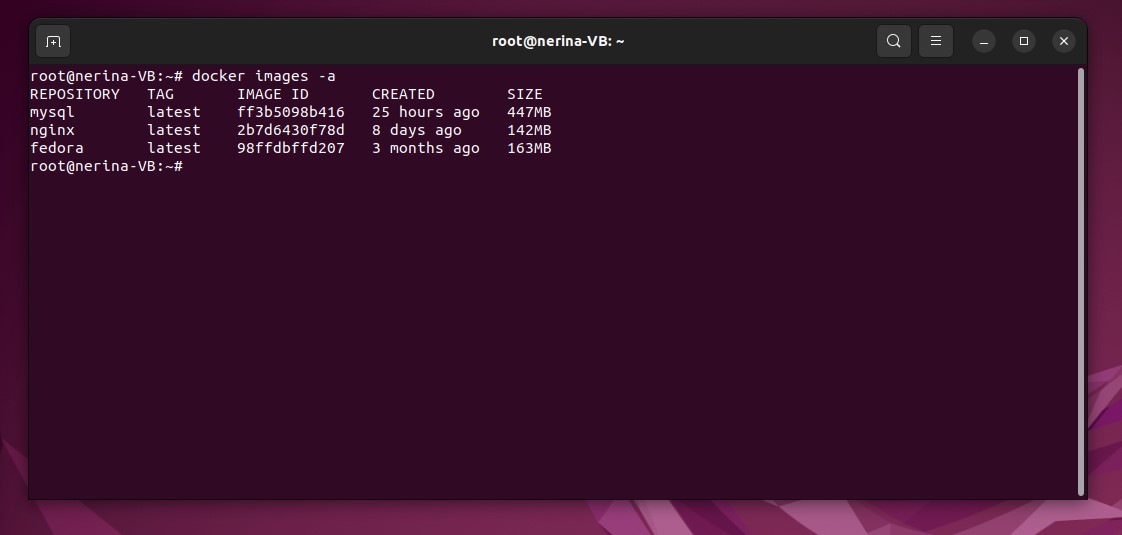 root@nerina-VB: ~
root@nerina-VB:~# docker images -a
REPOSITORY   TAG       IMAGE ID       CREATED        SIZE
mysql        latest    ff3b5098b416   25 hours ago   447MB
nginx        latest    2b7d6430f78d   8 days ago     142MB
fedora       latest    98ffdbffd207   3 months ago   163MB
root@nerina-VB:~#